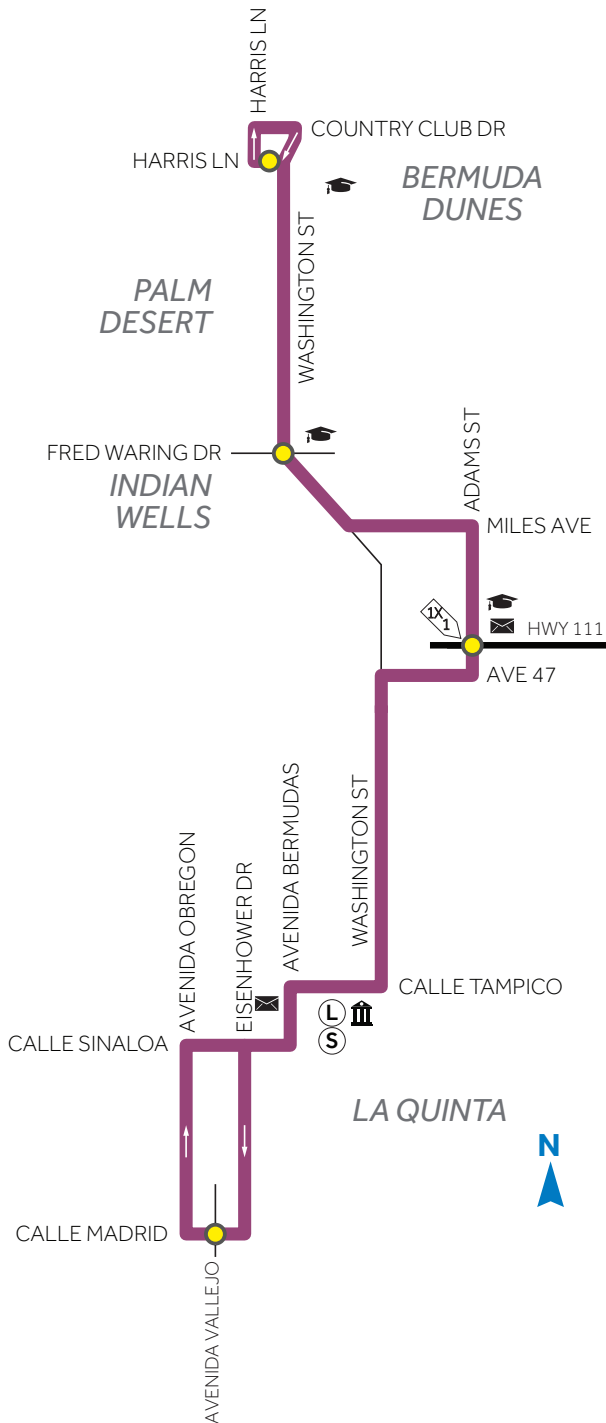 HARRIS LN
COUNTRY CLUB DR
HARRIS LN
BERMUDA
DUNES
WASHINGTON ST
PALM
DESERT
FRED WARING DR
INDIAN
WELLS
ADAMS ST
MILES AVE
1X
1
HWY 111
AVE 47
AVENIDA OBREGON
EISENHOWER DR
AVENIDA BERMUDAS
WASHINGTON ST
CALLE TAMPICO
L
S
CALLE SINALOA
LA QUINTA
N
CALLE MADRID
AVENIDA VALLEJO